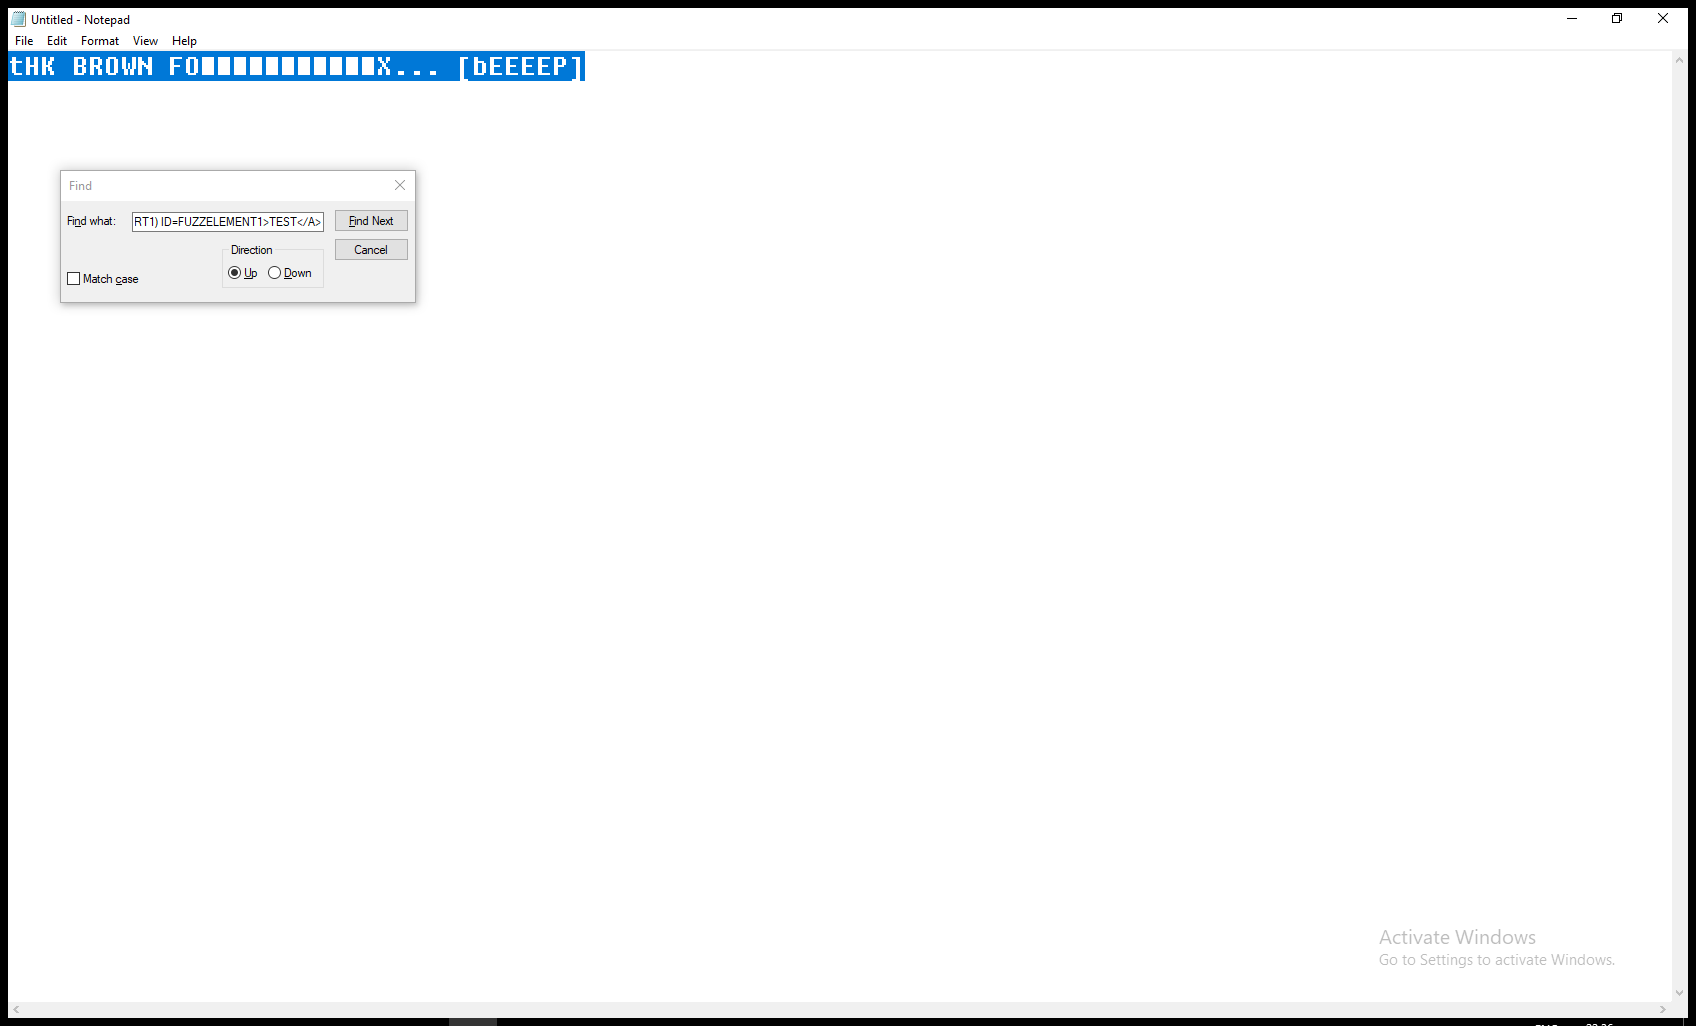 Untitled - Notepad
File Edit Format View Help
tHK BROWN FO▯▯▯▯▯▯▯▯▯▯▯X... [bEEEEP]
Find
Find what: RT1) ID=FUZZELEMENT1>TEST</A> Find Next
Direction Cancel
Up Down
Match case
Activate Windows
Go to Settings to activate Windows.